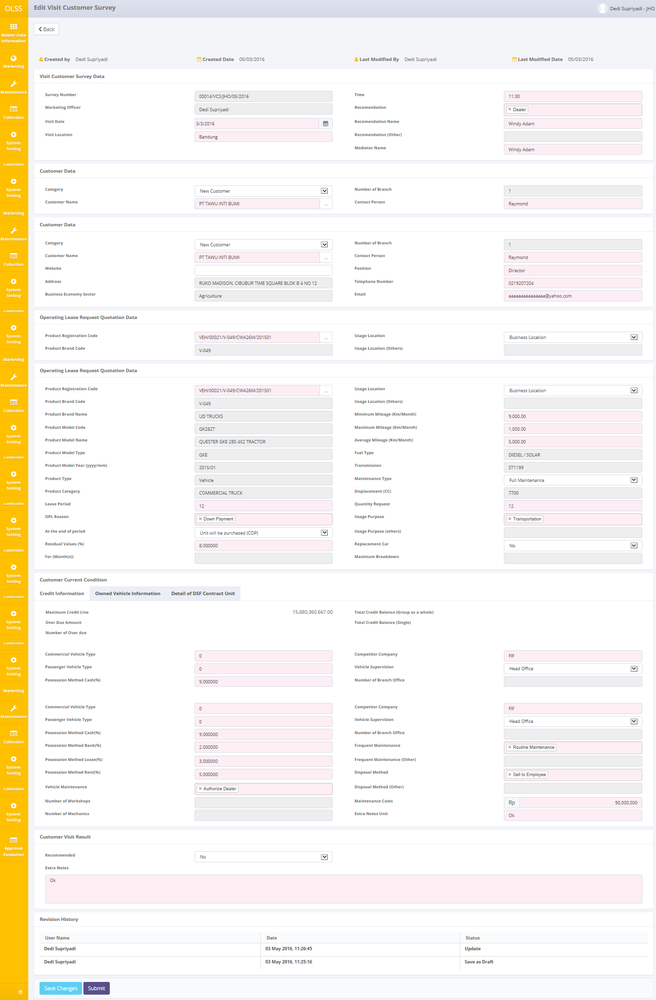 OLSS
Edit Visit Customer Survey
Dedi Supriyadi - JHO
Master Data
Information
Marketing
Maintenance
Collection
System
Setting
Collection
System
Setting
Marketing
Maintenance
Collection
System
Setting
Collection
System
Setting
Marketing
Maintenance
Collection
System
Setting
Collection
System
Setting
Collection
System
Setting
Collection
System
Setting
Collection
System
Setting
Collection
System
Setting
Marketing
Maintenance
Collection
System
Setting
Collection
System
Setting
Approval
Escalation
Back
Created by Dedi Supriyadi
Created Date 05/03/2016
Last Modified By Dedi Supriyadi
Last Modified Date 05/03/2016
Visit Customer Survey Data
Survey Number 00014/VCS/JHO/05/2016
Time 11:30
Marketing Officer Dedi Supriyadi
Recomendation × Dealer
Visit Date 5/3/2016
Recomendation Name Windy Adam
Visit Location Bandung
Recomendation (Other)
Mediator Name Windy Adam
Customer Data
Category New Customer
Number of Branch 1
Customer Name PT TAWU INTI BUMI ...
Contact Person Raymond
Customer Data
Category New Customer
Number of Branch 1
Customer Name PT TAWU INTI BUMI ...
Contact Person Raymond
Website
Position Director
Address RUKO MADISON, CIBUBUR TIME SQUARE BLOK B 4 NO 12
Telephone Number 0219207204
Business Economy Sector Agriculture
Email aaaaaaaaaaaaaaa@yahoo.com
Operating Lease Request Quotation Data
Product Registration Code VEH/00021/V-049/CWA26M/201501 ...
Usage Location Business Location
Product Brand Code V-049
Usage Location (Others)
Operating Lease Request Quotation Data
Product Registration Code VEH/00021/V-049/CWA26M/201501 ...
Usage Location Business Location
Product Brand Code V-049
Usage Location (Others)
Product Brand Name UD TRUCKS
Minimum Mileage (Km/Month) 9,000.00
Product Model Code GK282T
Maximum Mileage (Km/Month) 1,500.00
Product Model Name QUESTER GKE 280 4X2 TRACTOR
Average Mileage (Km/Month) 5,000.00
Product Model Type GKE
Fuel Type DIESEL / SOLAR
Product Model Year (yyyy/mm) 2015/01
Transmission ST1199
Product Type Vehicle
Maintenance Type Full Maintenance
Product Category COMMERCIAL TRUCK
Displacement (CC) 7700
Lease Period 12
Quantity Request 12
OPL Reason × Down Payment
Usage Purpose × Transportation
At the end of period Unit will be purchased (COP)
Usage Purpose (others)
Residual Values (%) 8.000000
Replacement Car No
For (Month(s))
Maximum Breakdown
Customer Current Condition
Credit Information Owned Vehicle Information Detail of DSF Contract Unit
Maximum Credit Line 15,880,360,667.00
Total Credit Balance (Group as a whole)
Over Due Amount
Total Credit Balance (Single)
Number of Over due
Commercial Vehicle Type 0
Competitor Company FIF
Passenger Vehicle Type 0
Vehicle Supervision Head Office
Possession Method Cash(%) 9.000000
Number of Branch Office
Commercial Vehicle Type 0
Competitor Company FIF
Passenger Vehicle Type 0
Vehicle Supervision Head Office
Possession Method Cash(%) 9.000000
Number of Branch Office
Possession Method Bank(%) 2.000000
Frequent Maintenance × Routine Maintenance
Possession Method Lease(%) 3.000000
Frequent Maintenance (Other)
Possession Method Rent(%) 5.000000
Disposal Method × Sell to Employee
Vehicle Maintenance × Authorize Dealer
Disposal Method (Other)
Number of Workshops
Maintenance Costs Rp 90,000,000
Number of Mechanics
Extra Notes Unit Ok
Customer Visit Result
Recommended No
Extra Notes
Ok
Revision History
User Name Date Status
Dedi Supriyadi 03 May 2016, 11:26:45 Update
Dedi Supriyadi 03 May 2016, 11:25:16 Save as Draft
Save Changes Submit